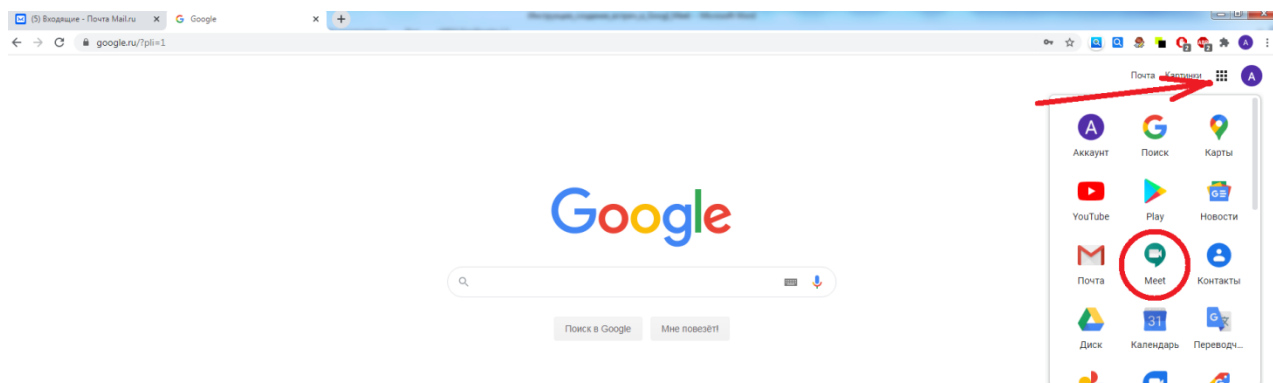 (5) Входящие - Почта Mail.ru
Google
google.ru/?pli=1
Почта Картинки
A
A
A
Аккаунт Поиск Карты
YouTube Play Новости
Почта Meet Контакты
31
Диск Календарь Переводч...
Google
Поиск в Google Мне повезёт!